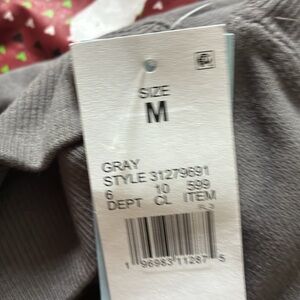 SIZE
M
GRAY
STYLE 31279691
6 10 599
DEPT CL ITEM
1 96983 11287 5